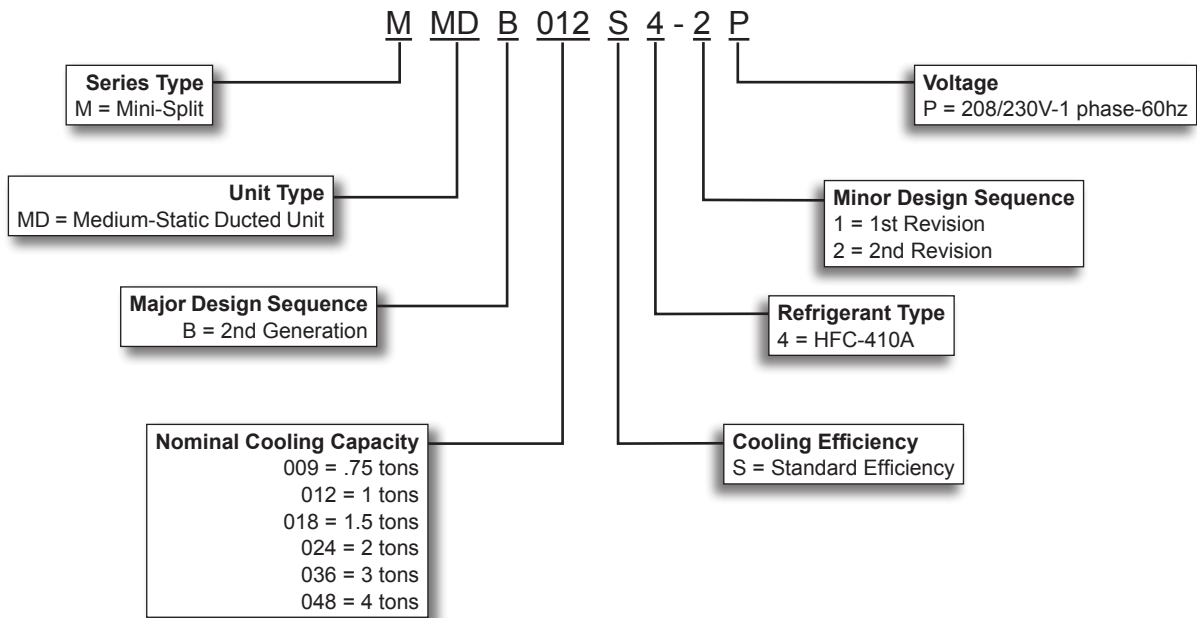 M MD B 012 S 4 - 2 P
Series Type
M = Mini-Split
Voltage
P = 208/230V-1 phase-60hz
Unit Type
MD = Medium-Static Ducted Unit
Minor Design Sequence
1 = 1st Revision
2 = 2nd Revision
Major Design Sequence
B = 2nd Generation
Refrigerant Type
4 = HFC-410A
Nominal Cooling Capacity
009 = .75 tons
012 = 1 tons
018 = 1.5 tons
024 = 2 tons
036 = 3 tons
048 = 4 tons
Cooling Efficiency
S = Standard Efficiency